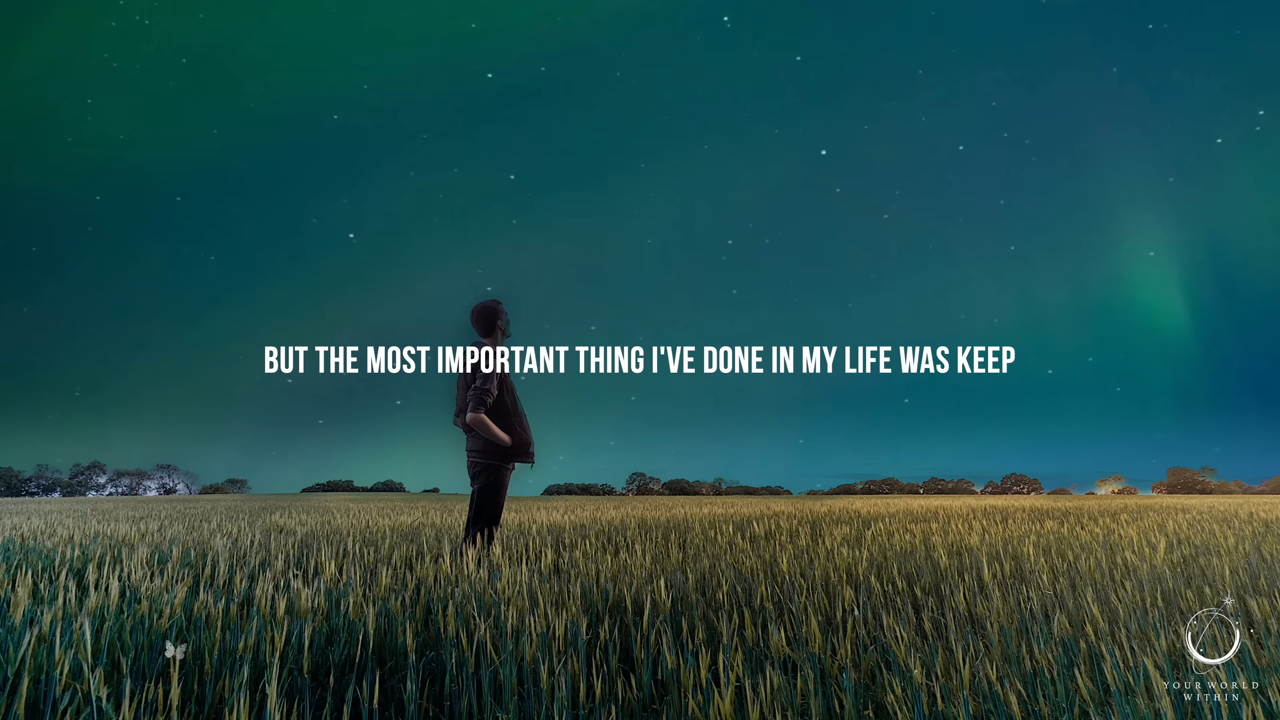 BUT THE MOST IMPORTANT THING I'VE DONE IN MY LIFE WAS KEEP
YOUR WORLD
WITHIN